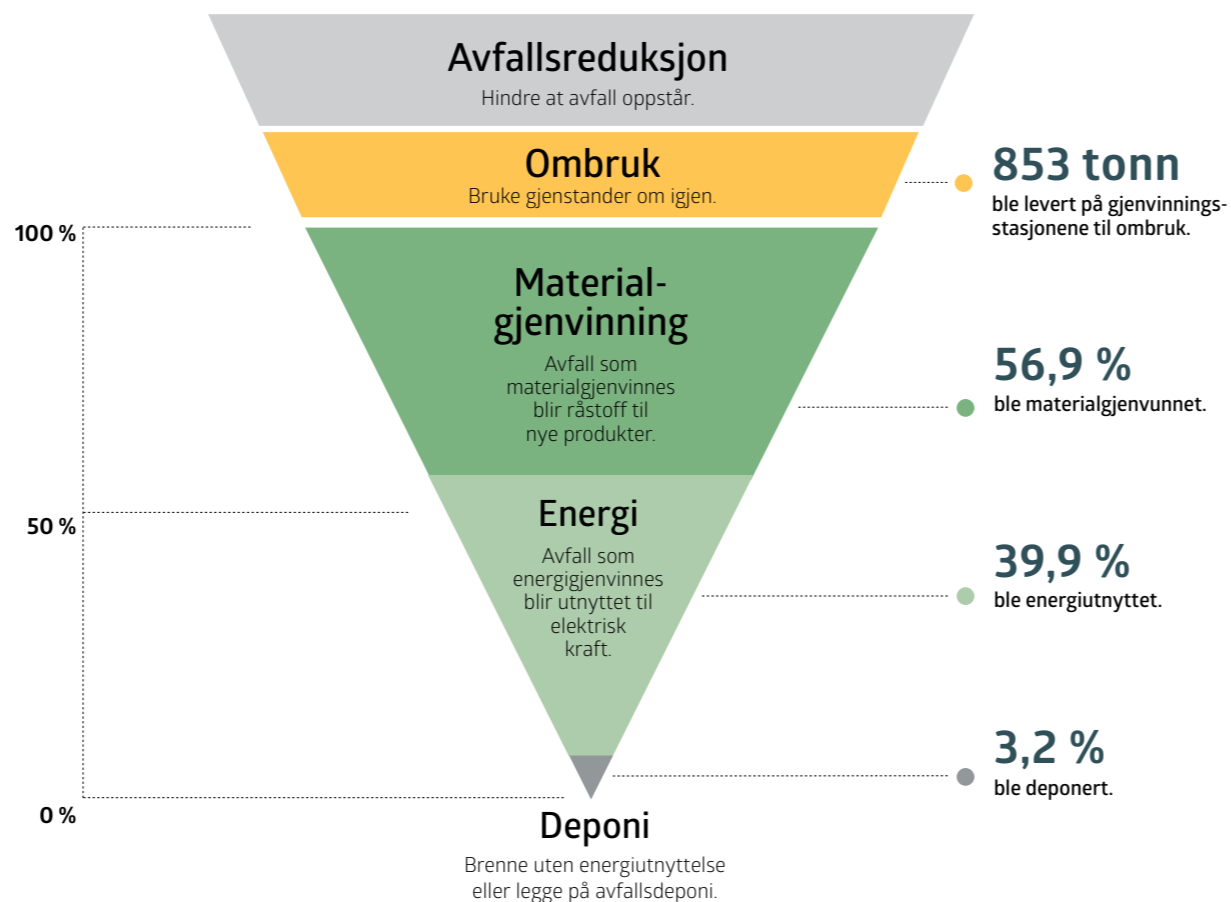 Avfallsreduksjon
Hindre at avfall oppstår.
Ombruk
Bruke gjenstander om igjen.
853 tonn
ble levert på gjenvinnings-
stasjonene til ombruk.
100 %
Material-
gjenvinning
Avfall som
materialgjenvinnes
blir råstoff til
nye produkter.
56,9 %
ble materialgjenvunnet.
50 %
Energi
Avfall som
energigjenvinnes
blir utnyttet til
elektrisk
kraft.
39,9 %
ble energiutnyttet.
3,2 %
ble deponert.
0 %
Deponi
Brenne uten energiutnyttelse
eller legge på avfallsdeponi.